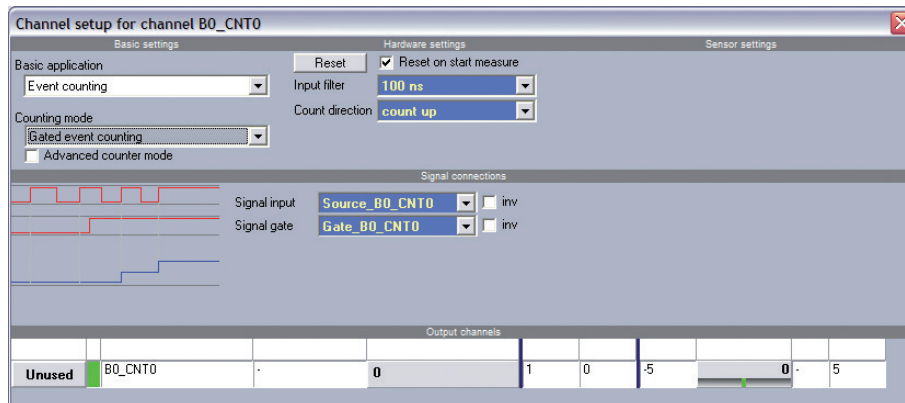 Channel setup for channel B0_CNT0
Basic settings
Hardware settings
Sensor settings
Basic application
Event counting
Counting mode
Gated event counting
Advanced counter mode
Reset
Reset on start measure
Input filter
100 ns
Count direction
count up
Signal connections
Signal input
Source_B0_CNT0
inv
Signal gate
Gate_B0_CNT0
inv
Output channels
Unused B0_CNT0 - 0 1 0 -5 0 - 5